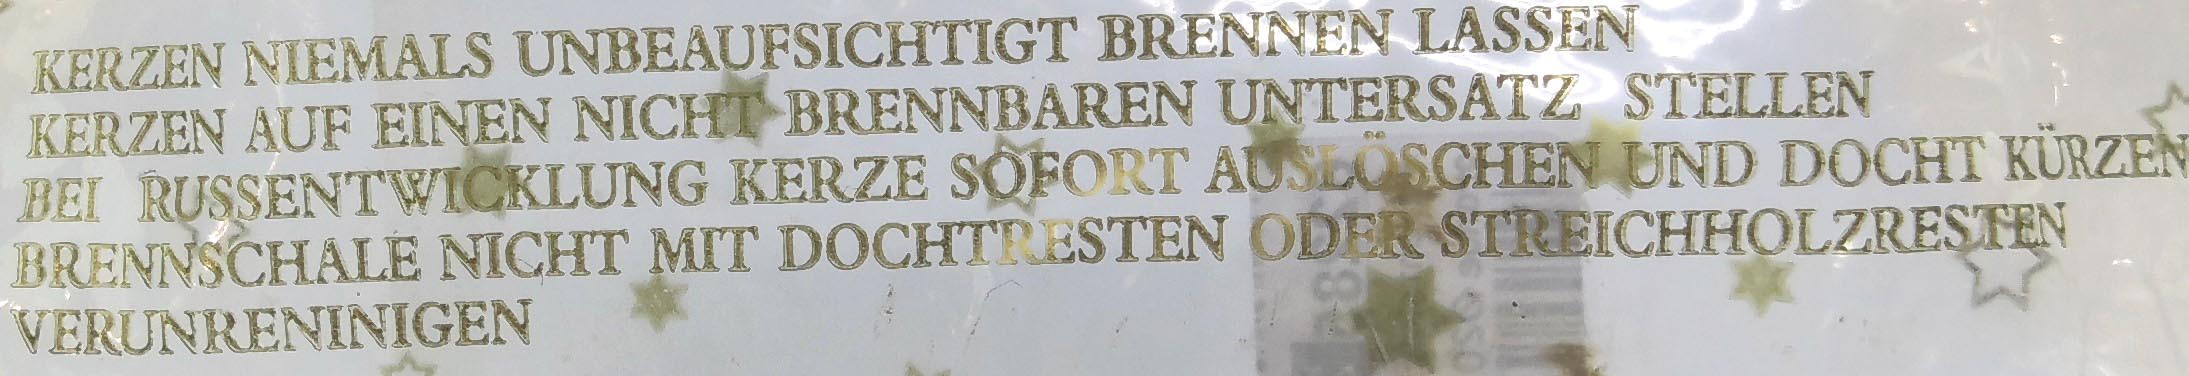 KERZEN NIEMALS UNBEAUFSICHTIGT BRENNEN LASSEN
KERZEN AUF EINEN NICHT BRENNBAREN UNTERSATZ STELLEN
BEI RUSSENTWICKLUNG KERZE SOFORT AUSLÖSCHEN UND DOCHT KÜRZEN
BRENNSCHALE NICHT MIT DOCHTRESTEN ODER STREICHHOLZRESTEN
VERUNRENINIGEN